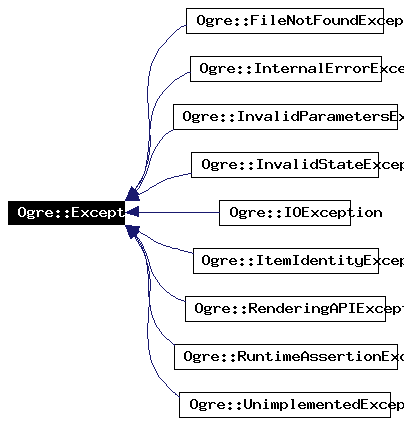 Ogre::FileNotFoundExcep
Ogre::InternalErrorExce
Ogre::InvalidParametersEx
Ogre::InvalidStateExcep
Ogre::Except
Ogre::IOException
Ogre::ItemIdentityExcep
Ogre::RenderingAPIExcept
Ogre::RuntimeAssertionExc
Ogre::UnimplementedExcep